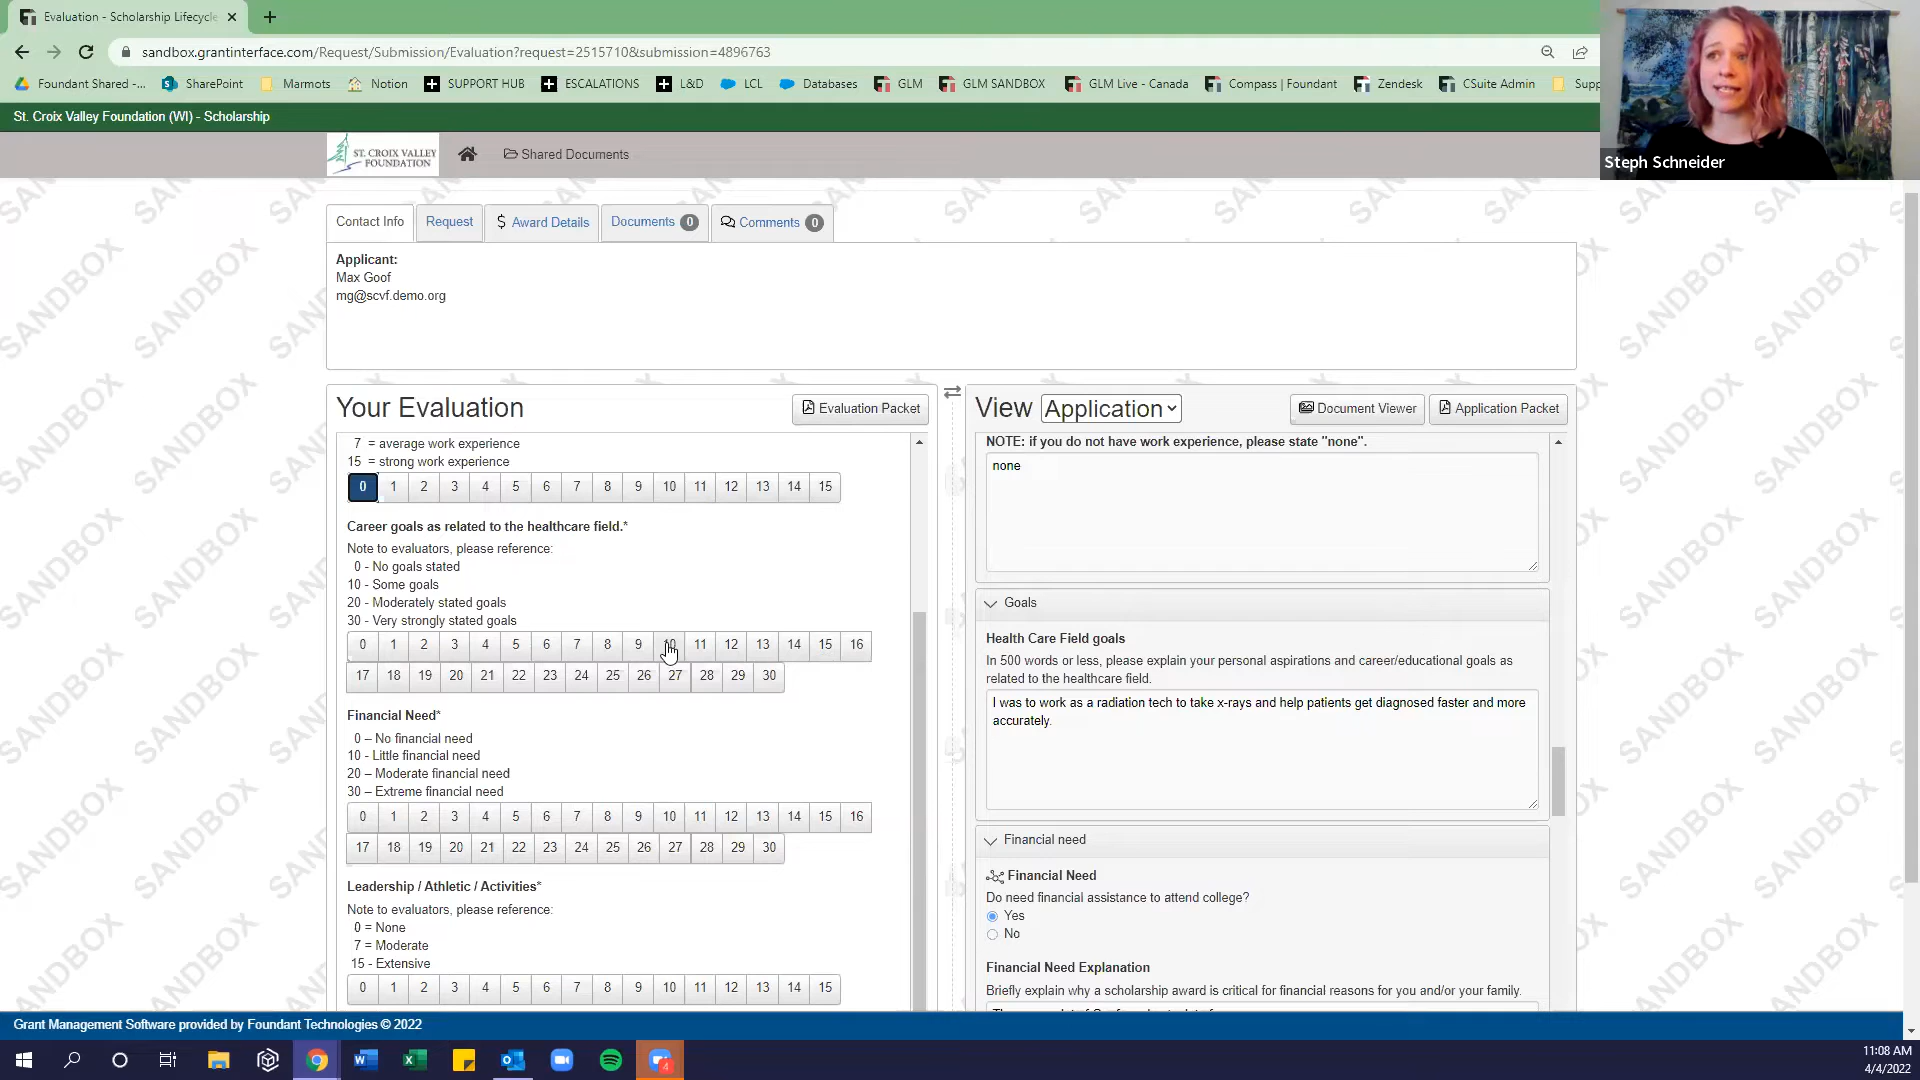 Evaluation - Scholarship Lifecycle
sandbox.grantinterface.com/Request/Submission/Evaluation?request=2515710&submission=4896763
Foundant Shared -... SharePoint Marmots Notion SUPPORT HUB ESCALATIONS L&D LCL Databases GLM GLM SANDBOX GLM Live - Canada Compass | Foundant Zendesk CSuite Admin Supp
Steph Schneider
St. Croix Valley Foundation (WI) - Scholarship
ST. CROIX VALLEY
FOUNDATION
Shared Documents
Contact Info Request $ Award Details Documents 0 Comments 0
Applicant:
Max Goof
mg@scvf.demo.org
Your Evaluation
Evaluation Packet
7 = average work experience
15 = strong work experience
0 1 2 3 4 5 6 7 8 9 10 11 12 13 14 15
Career goals as related to the healthcare field.*
Note to evaluators, please reference:
0 - No goals stated
10 - Some goals
20 - Moderately stated goals
30 - Very strongly stated goals
0 1 2 3 4 5 6 7 8 9 10 11 12 13 14 15 16
17 18 19 20 21 22 23 24 25 26 27 28 29 30
Financial Need*
0 – No financial need
10 - Little financial need
20 – Moderate financial need
30 – Extreme financial need
0 1 2 3 4 5 6 7 8 9 10 11 12 13 14 15 16
17 18 19 20 21 22 23 24 25 26 27 28 29 30
Leadership / Athletic / Activities*
Note to evaluators, please reference:
0 = None
7 = Moderate
15 - Extensive
0 1 2 3 4 5 6 7 8 9 10 11 12 13 14 15
View Application
Document Viewer
Application Packet
NOTE: if you do not have work experience, please state "none".
none
Goals
Health Care Field goals
In 500 words or less, please explain your personal aspirations and career/educational goals as
related to the healthcare field.
I was to work as a radiation tech to take x-rays and help patients get diagnosed faster and more
accurately.
Financial need
Financial Need
Do need financial assistance to attend college?
Yes
No
Financial Need Explanation
Briefly explain why a scholarship award is critical for financial reasons for you and/or your family.
SANDBOX
Grant Management Software provided by Foundant Technologies © 2022
4
11:08 AM
4/4/2022